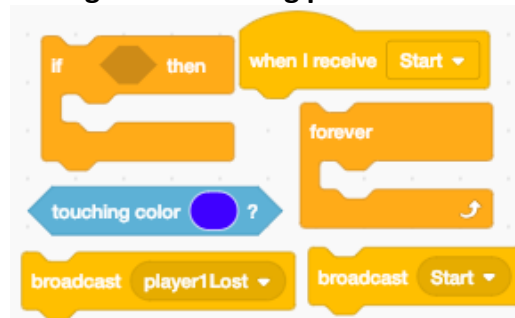 if then
when I receive Start
forever
touching color ?
broadcast player1Lost
broadcast Start